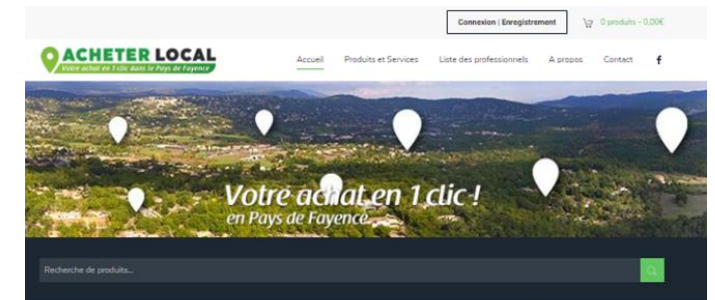 Connexion | Enregistrement
0 produits - 0,00€
ACHETER LOCAL
Votre achat en 1 clic dans le Pays de Fayence
Accueil
Produits et Services
Liste des professionnels
A propos
Contact
f
Votre achat en 1 clic !
en Pays de Fayence
Recherche de produits...